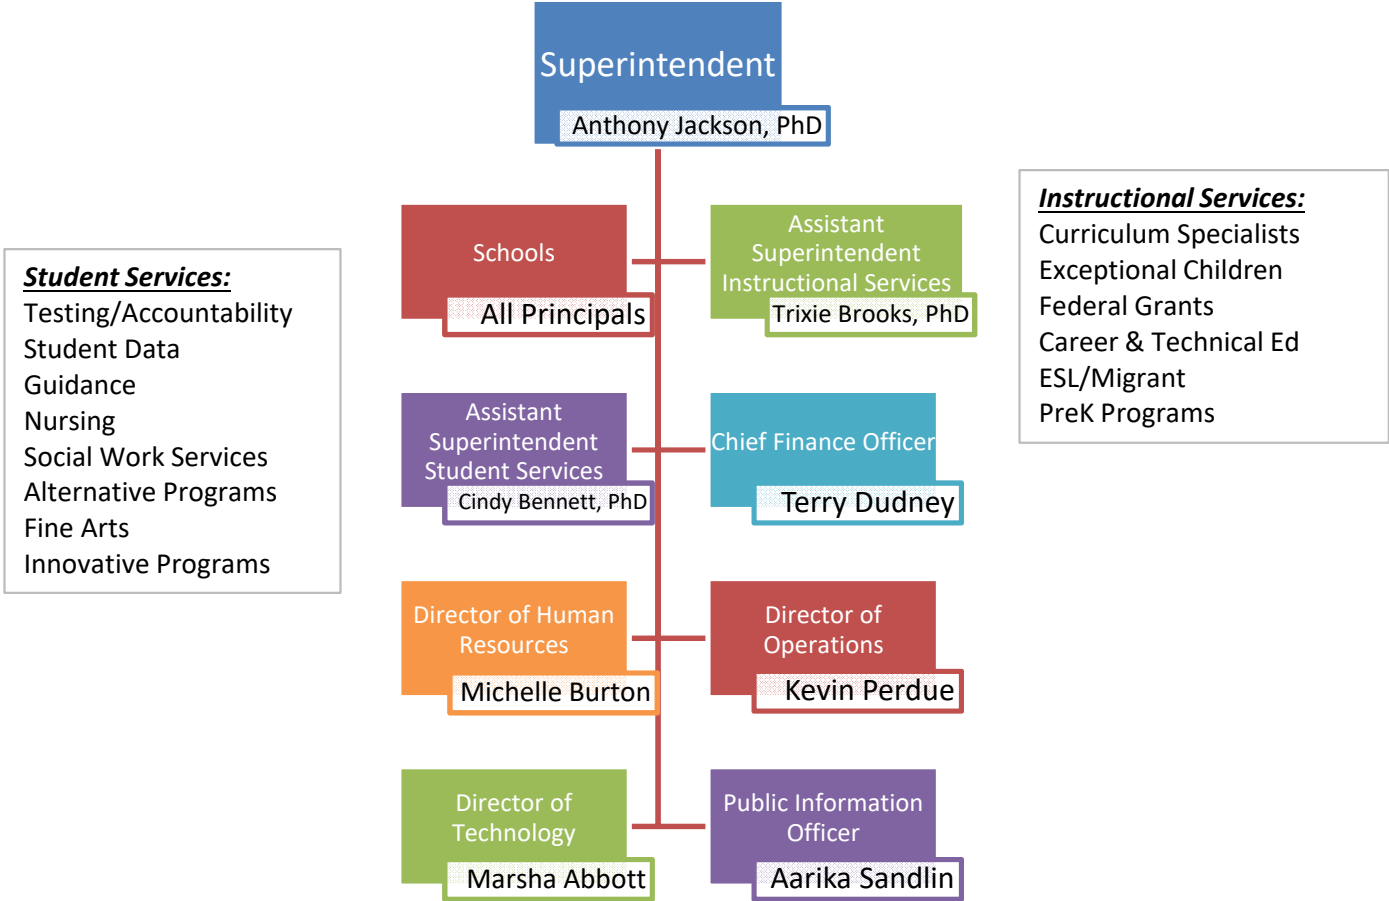 Superintendent
Anthony Jackson, PhD
Schools
All Principals
Assistant
Superintendent
Instructional Services
Trixie Brooks, PhD
Instructional Services:
Curriculum Specialists
Exceptional Children
Federal Grants
Career & Technical Ed
ESL/Migrant
PreK Programs
Student Services:
Testing/Accountability
Student Data
Guidance
Nursing
Social Work Services
Alternative Programs
Fine Arts
Innovative Programs
Assistant
Superintendent
Student Services
Cindy Bennett, PhD
Chief Finance Officer
Terry Dudney
Director of Human
Resources
Michelle Burton
Director of
Operations
Kevin Perdue
Director of
Technology
Marsha Abbott
Public Information
Officer
Aarika Sandlin